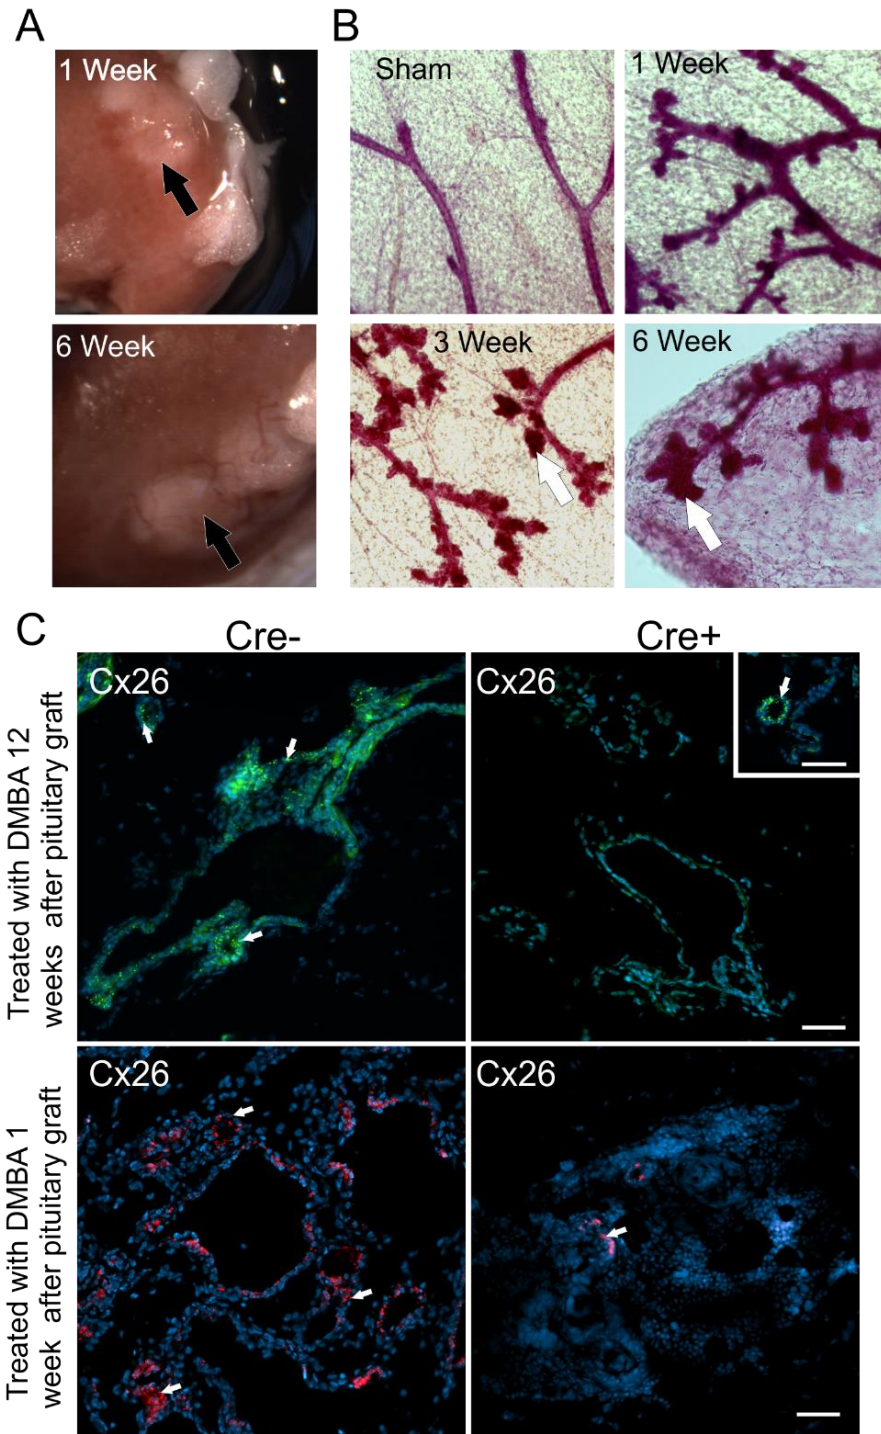 A
B
1 Week
Sham
1 Week
6 Week
3 Week
6 Week
C
Cre-
Cre+
Treated with DMBA 12
weeks after pituitary graft
Cx26
Cx26
Treated with DMBA 1
week after pituitary graft
Cx26
Cx26